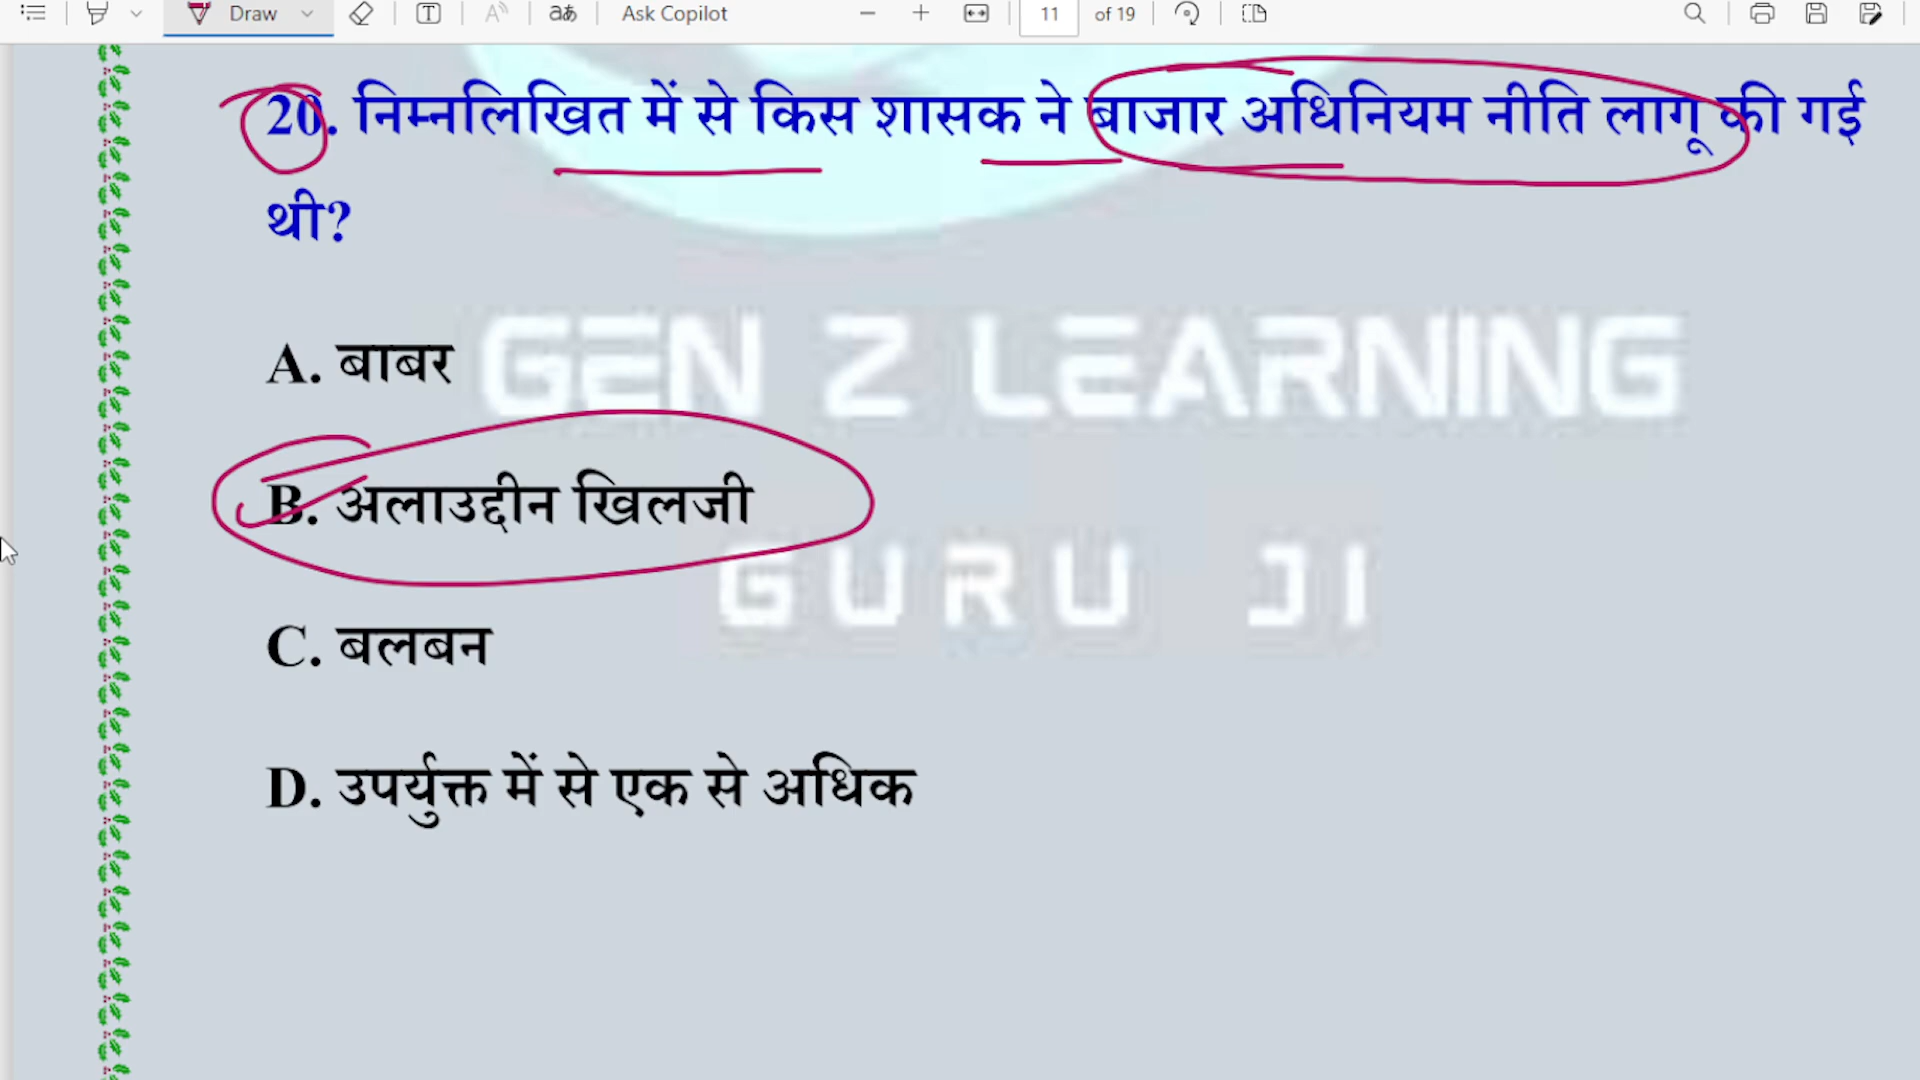 Draw
Ask Copilot
11 of 19
20. निम्नलिखित में से किस शासक ने बाजार अधिनियम नीति लागू की गई
थी?
A. बाबर
GEN Z LEARNING
B. अलाउद्दीन खिलजी
GURU JI
C. बलबन
D. उपर्युक्त में से एक से अधिक